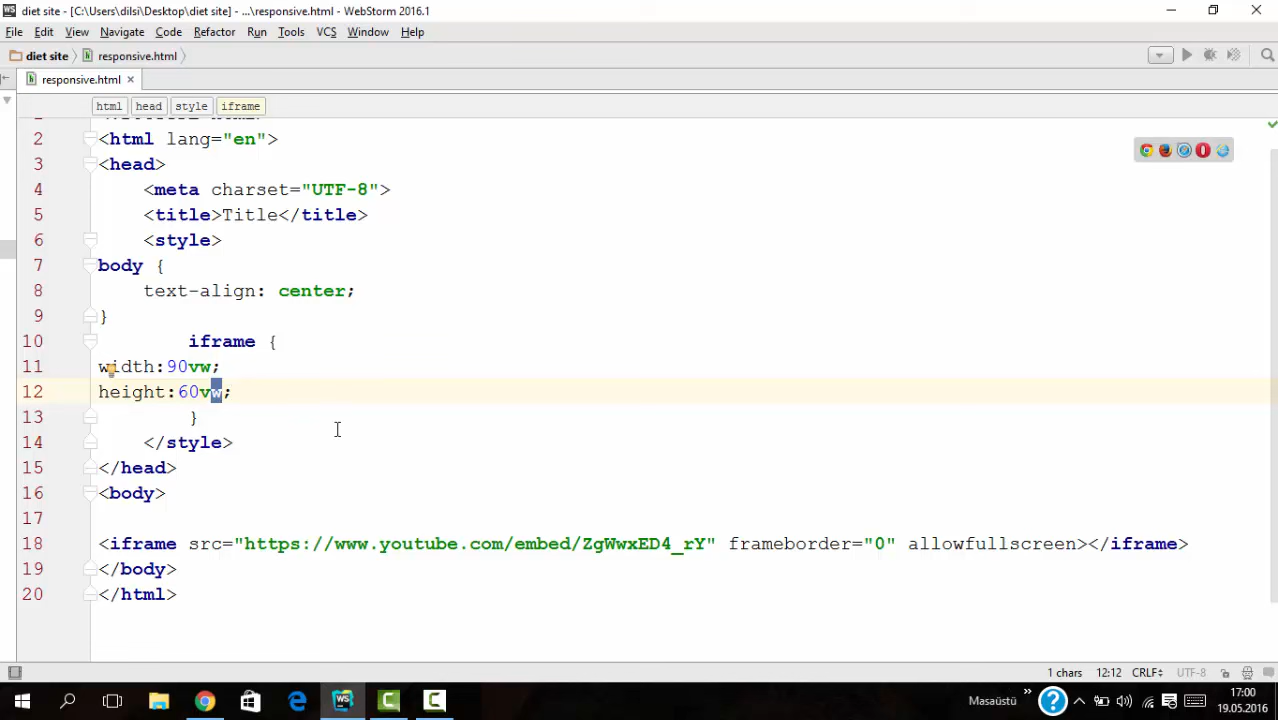 WS diet site - [C:\Users\dilsi\Desktop\diet site] - ...\responsive.html - WebStorm 2016.1
File Edit View Navigate Code Refactor Run Tools VCS Window Help
diet site responsive.html
responsive.html ×
html head style iframe
2 <html lang="en">
3 <head>
4 <meta charset="UTF-8">
5 <title>Title</title>
6 <style>
7 body {
8 text-align: center;
9 }
10 iframe {
11 width:90vw;
12 height:60vw;
13 }
14 </style>
15 </head>
16 <body>
17
18 <iframe src="https://www.youtube.com/embed/ZgWwxED4_rY" frameborder="0" allowfullscreen></iframe>
19 </body>
20 </html>
1 chars 12:12 CRLF UTF-8
WS Masaüstü 17:00
19.05.2016